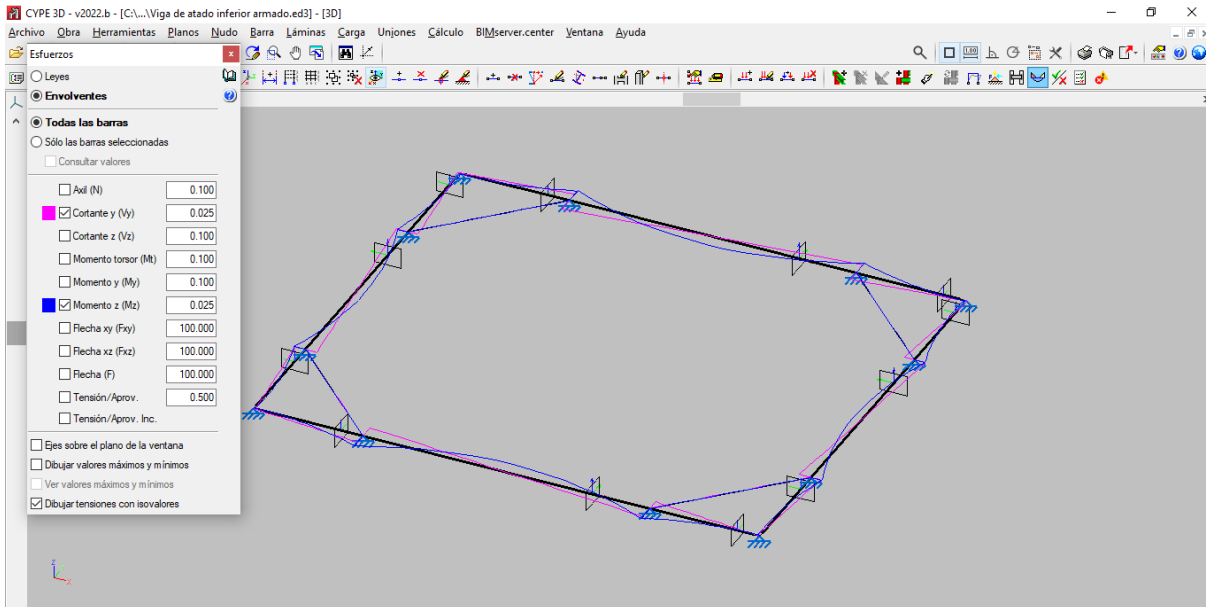 CYPE 3D - v2022.b - [C:\...\Viga de atado inferior armado.ed3] - [3D]
Archivo Obra Herramientas Planos Nudo Barra Láminas Carga Uniones Cálculo BIMserver.center Ventana Ayuda
Esfuerzos
Leyes
Envolventes
Todas las barras
Sólo las barras seleccionadas
Consultar valores
Axil (N) 0.100
Cortante y (Vy) 0.025
Cortante z (Vz) 0.100
Momento torsor (Mt) 0.100
Momento y (My) 0.100
Momento z (Mz) 0.025
Flecha xy (Fxy) 100.000
Flecha xz (Fxz) 100.000
Flecha (F) 100.000
Tensión/Aprov. 0.500
Tensión/Aprov. Inc.
Ejes sobre el plano de la ventana
Dibujar valores máximos y mínimos
Ver valores máximos y mínimos
Dibujar tensiones con isovalores
z
x